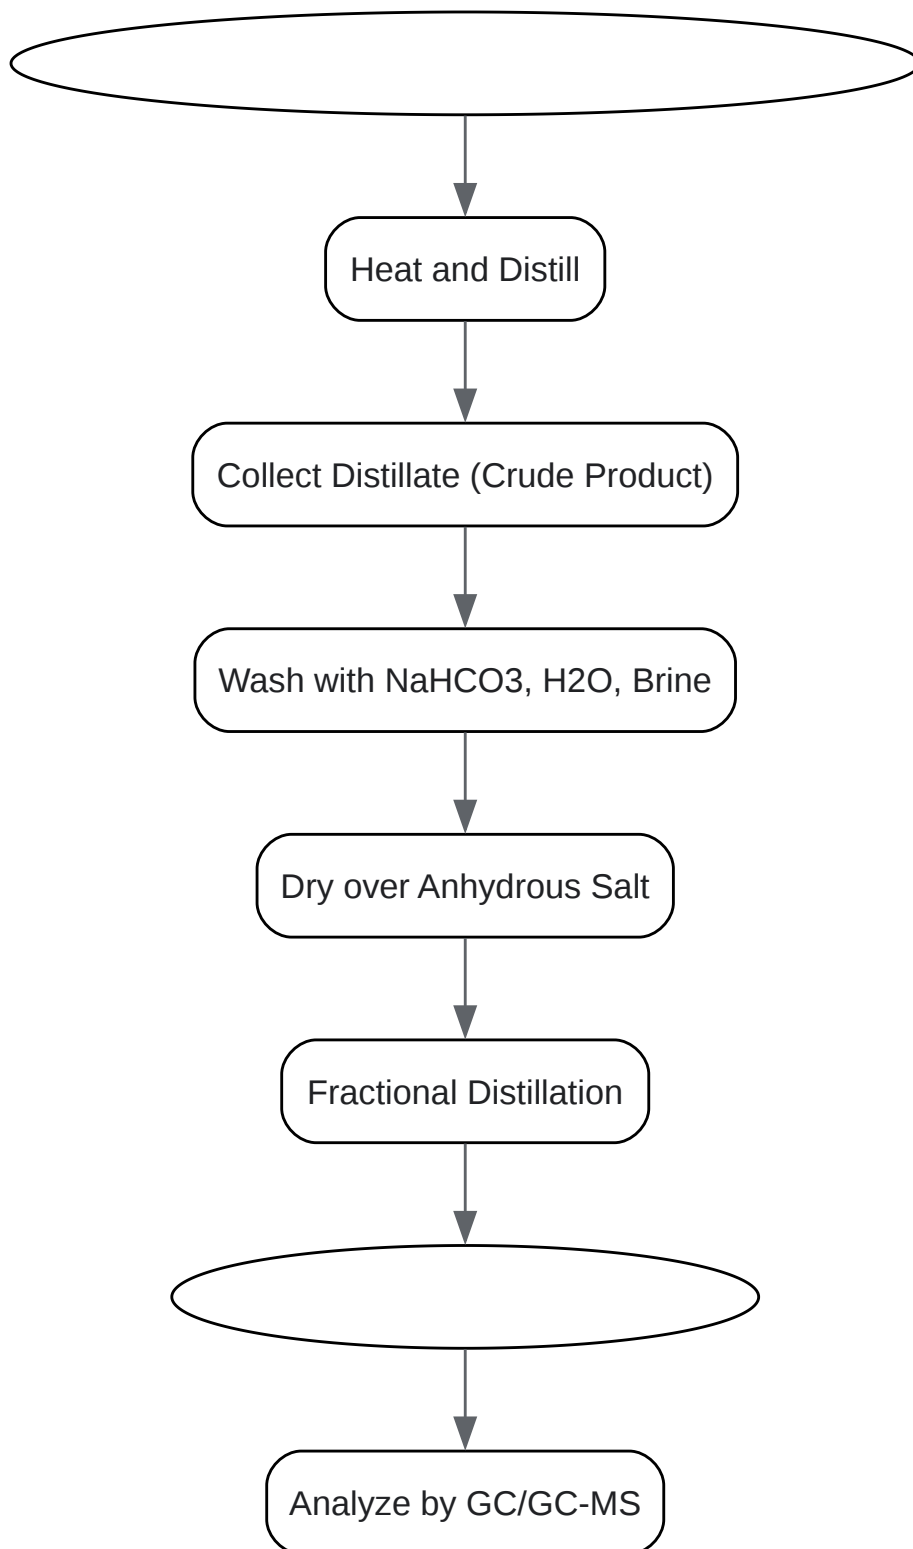 Heat and Distill
Collect Distillate (Crude Product)
Wash with NaHCO3, H2O, Brine
Dry over Anhydrous Salt
Fractional Distillation
Analyze by GC/GC-MS